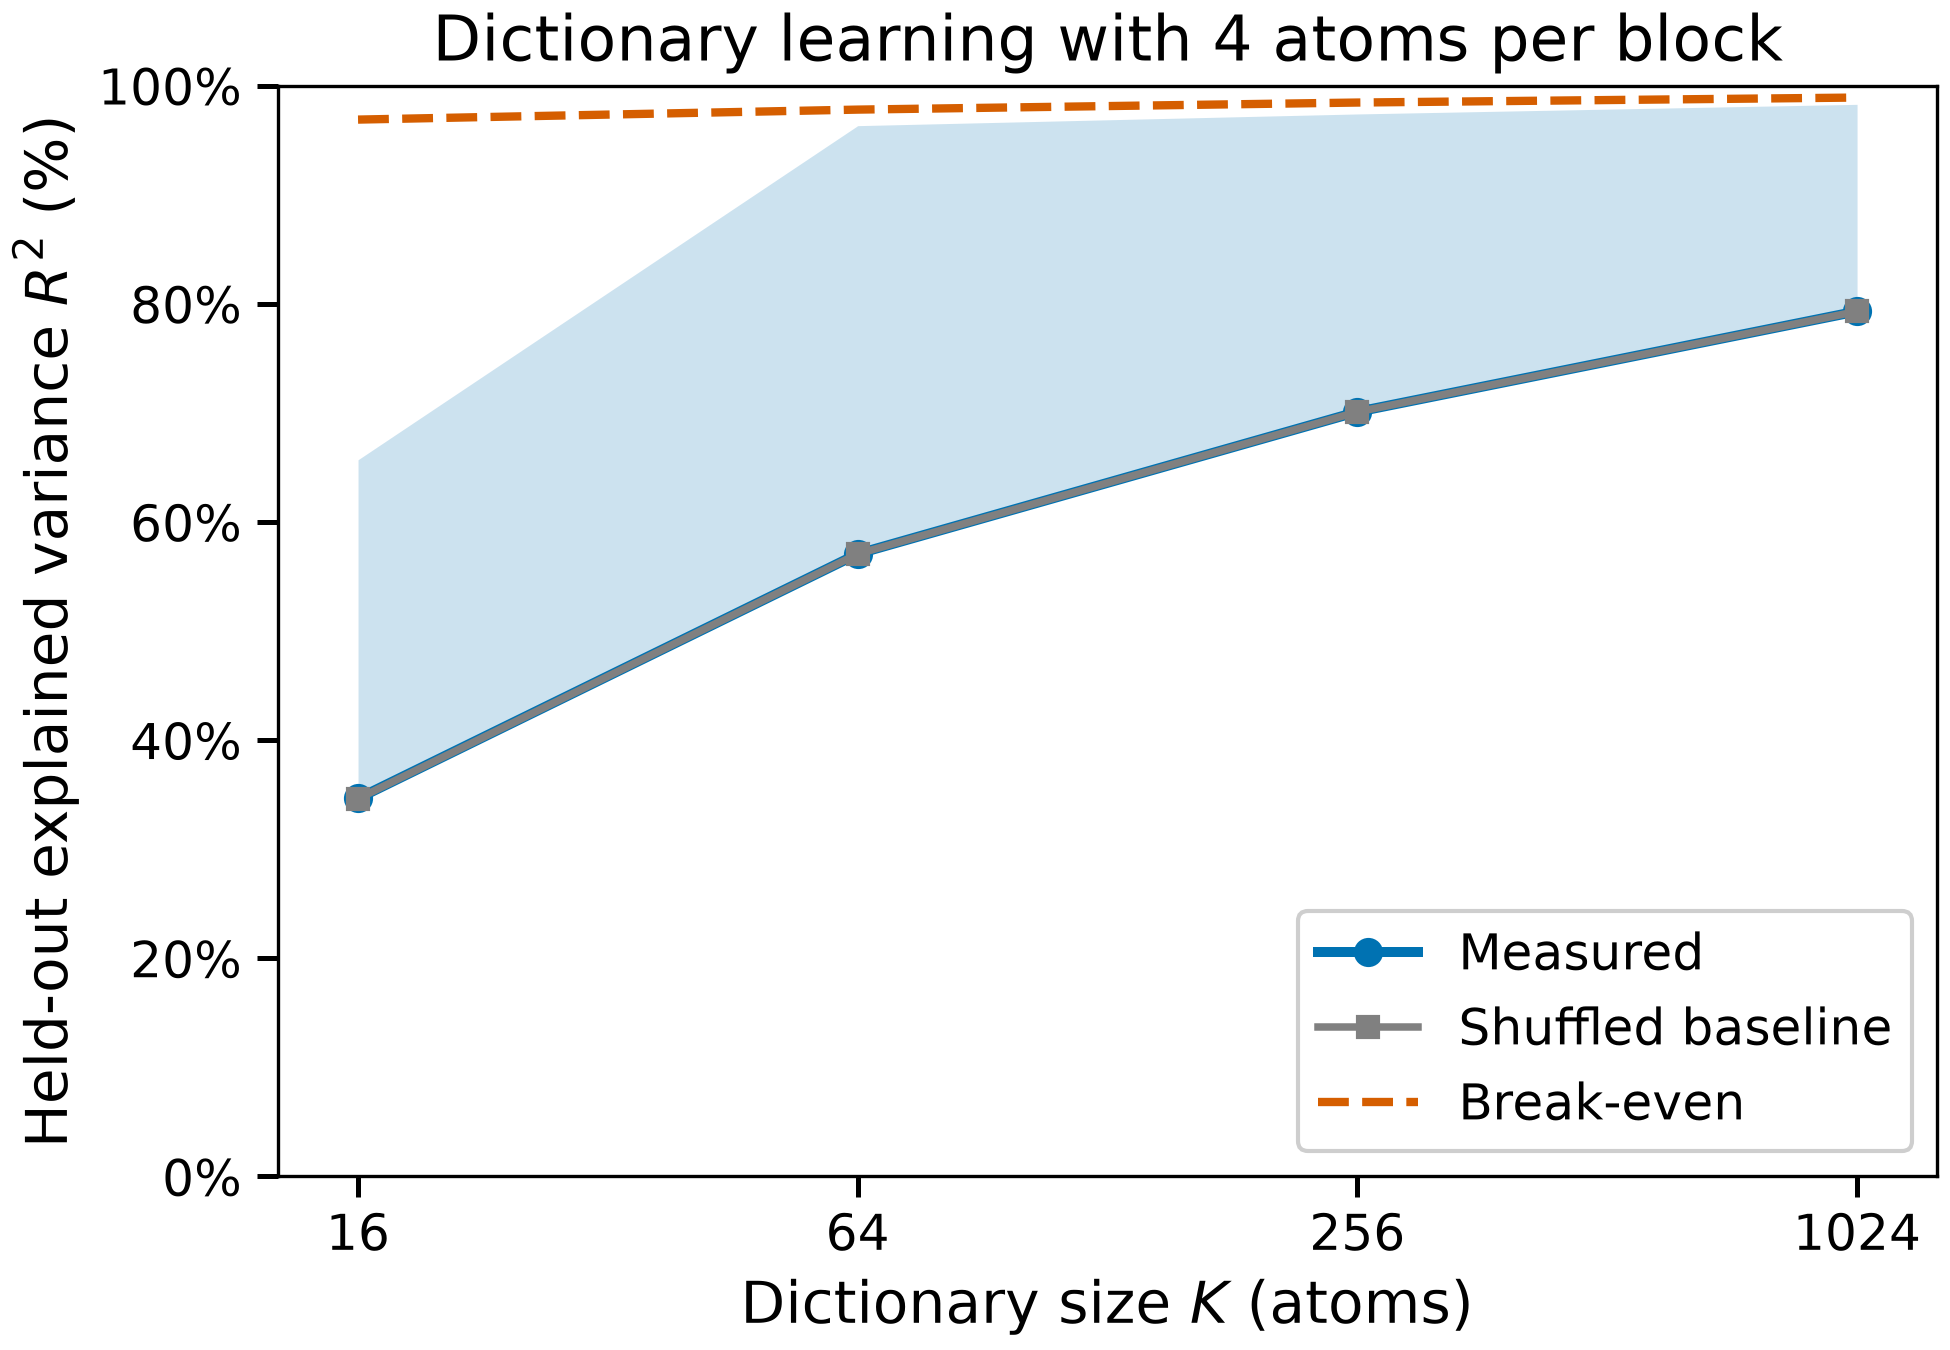 Dictionary learning with 4 atoms per block
Held-out explained variance R² (%)
100%
80%
60%
40%
20%
0%
16
64
256
1024
Dictionary size K (atoms)
Measured
Shuffled baseline
Break-even